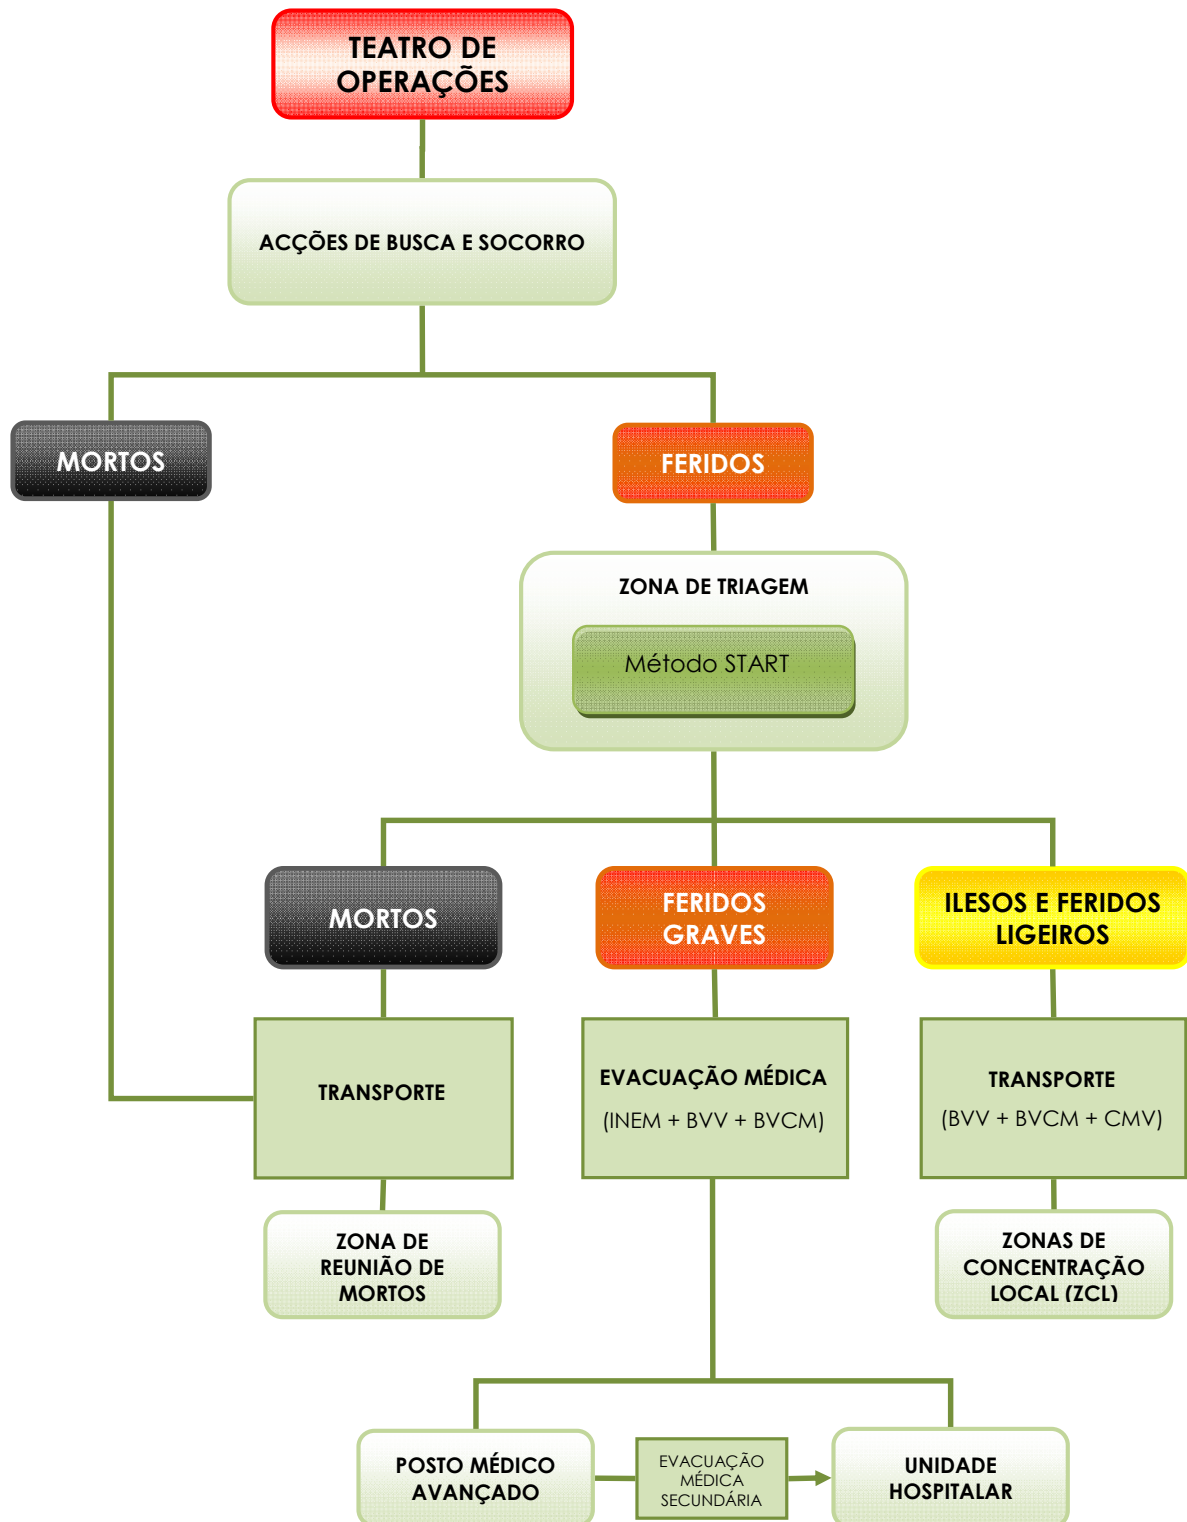 TEATRO DE
OPERAÇÕES
ACÇÕES DE BUSCA E SOCORRO
MORTOS
FERIDOS
ZONA DE TRIAGEM
Método START
MORTOS
FERIDOS
GRAVES
ILESOS E FERIDOS
LIGEIROS
TRANSPORTE
EVACUAÇÃO MÉDICA
(INEM + BVV + BVCM)
TRANSPORTE
(BVV + BVCM + CMV)
ZONA DE
REUNIÃO DE
MORTOS
ZONAS DE
CONCENTRAÇÃO
LOCAL (ZCL)
POSTO MÉDICO
AVANÇADO
EVACUAÇÃO
MÉDICA
SECUNDÁRIA
UNIDADE
HOSPITALAR